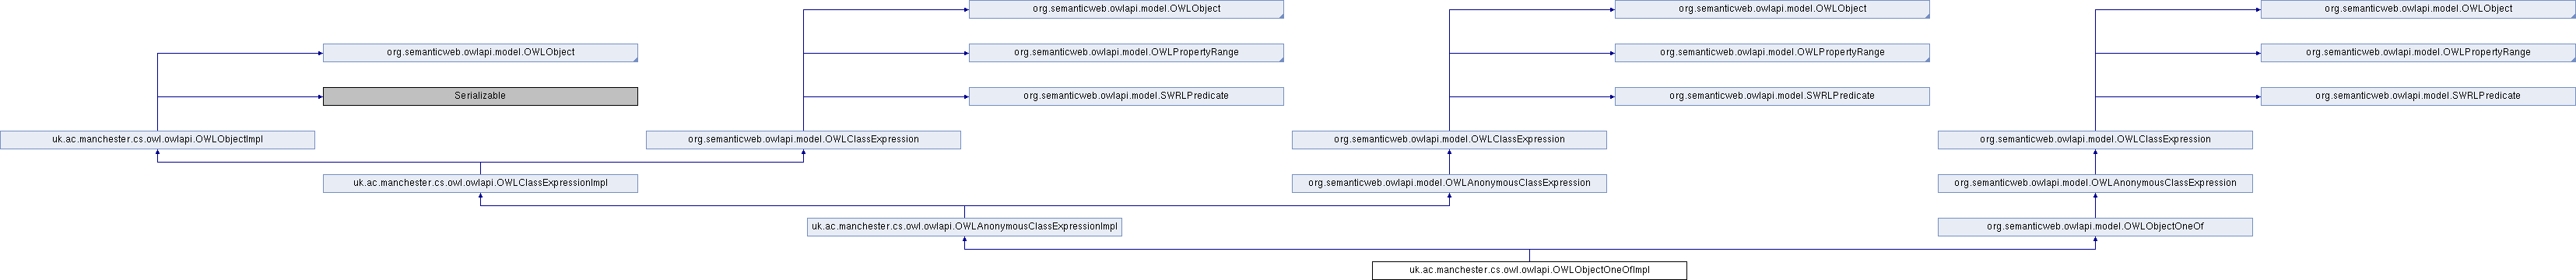 org.semanticweb.owlapi.model.OWLObject
org.semanticweb.owlapi.model.OWLObject
org.semanticweb.owlapi.model.OWLObject
org.semanticweb.owlapi.model.OWLObject
org.semanticweb.owlapi.model.OWLPropertyRange
org.semanticweb.owlapi.model.OWLPropertyRange
org.semanticweb.owlapi.model.OWLPropertyRange
Serializable
org.semanticweb.owlapi.model.SWRLPredicate
org.semanticweb.owlapi.model.SWRLPredicate
org.semanticweb.owlapi.model.SWRLPredicate
uk.ac.manchester.cs.owl.owlapi.OWLObjectImpl
org.semanticweb.owlapi.model.OWLClassExpression
org.semanticweb.owlapi.model.OWLClassExpression
org.semanticweb.owlapi.model.OWLClassExpression
uk.ac.manchester.cs.owl.owlapi.OWLClassExpressionImpl
org.semanticweb.owlapi.model.OWLAnonymousClassExpression
org.semanticweb.owlapi.model.OWLAnonymousClassExpression
uk.ac.manchester.cs.owl.owlapi.OWLAnonymousClassExpressionImpl
org.semanticweb.owlapi.model.OWLObjectOneOf
uk.ac.manchester.cs.owl.owlapi.OWLObjectOneOfImpl